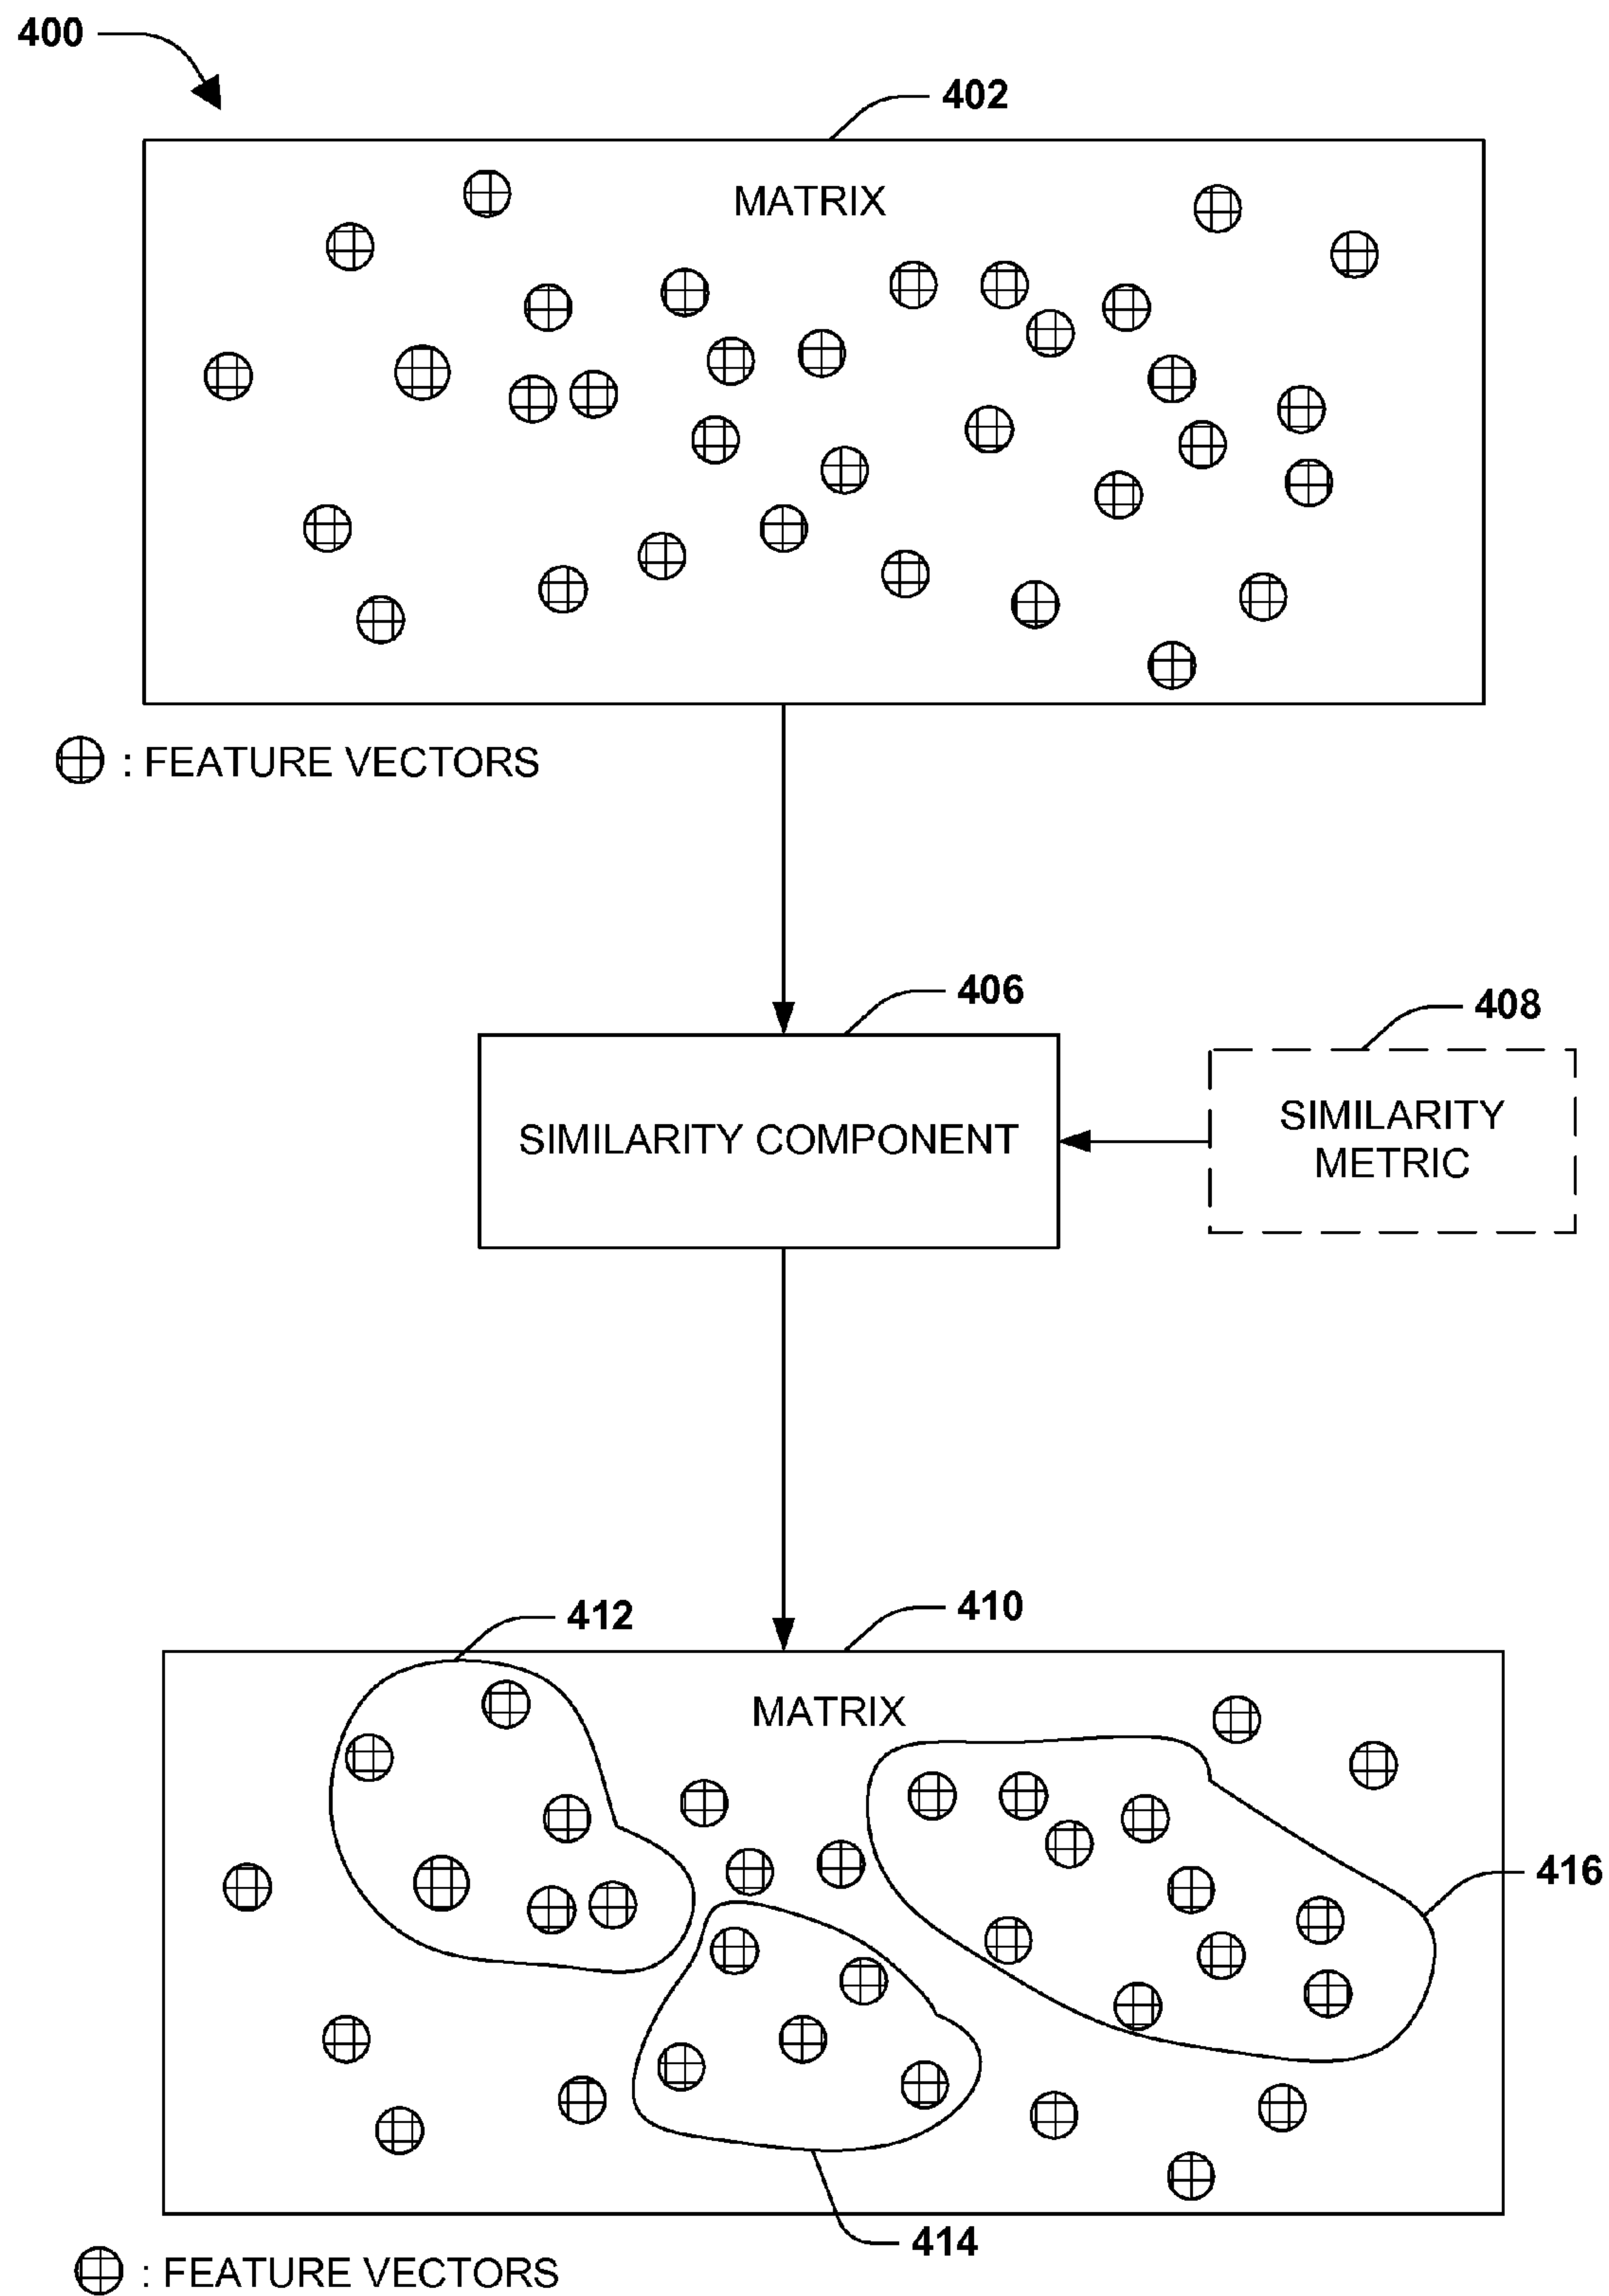 400
402
MATRIX
: FEATURE VECTORS
406
408
SIMILARITY COMPONENT
SIMILARITY
METRIC
412
410
MATRIX
416
414
: FEATURE VECTORS